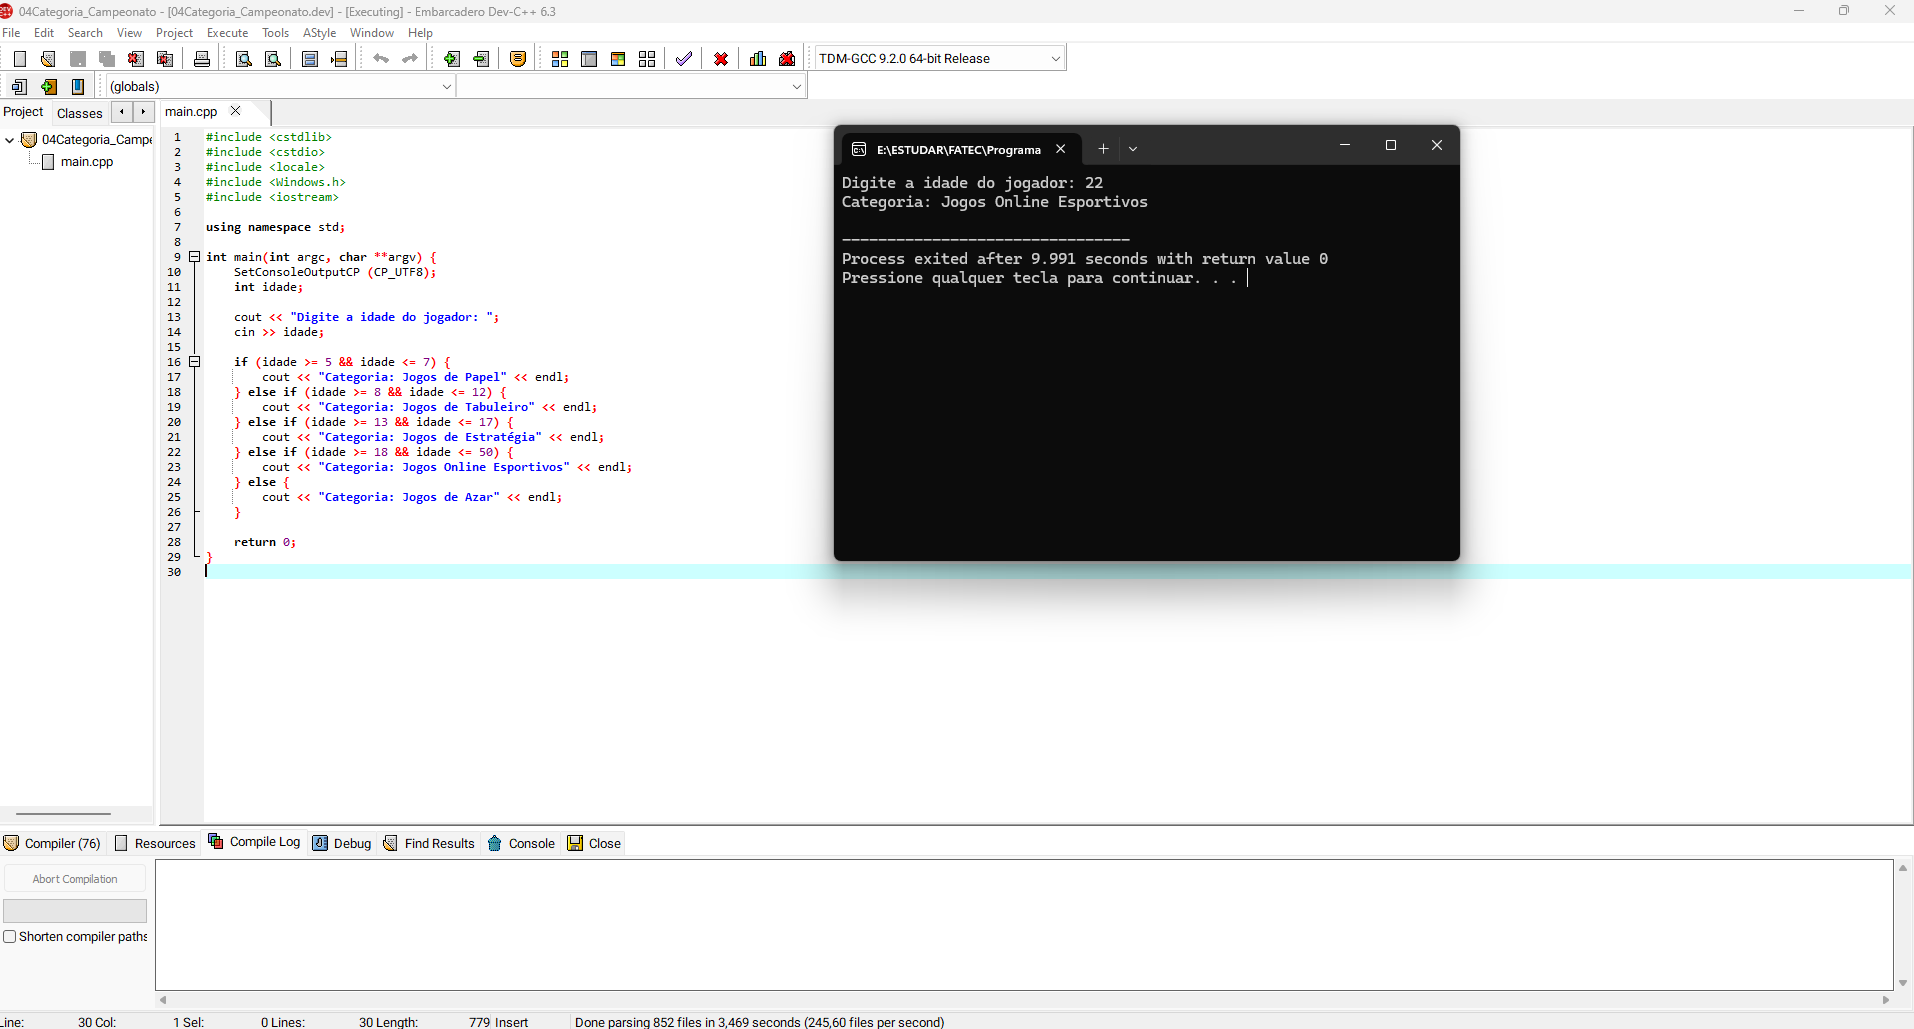 04Categoria_Campeonato - [04Categoria_Campeonato.dev] - [Executing] - Embarcadero Dev-C++ 6.3
File Edit Search View Project Execute Tools AStyle Window Help
TDM-GCC 9.2.0 64-bit Release
(globals)
Project Classes main.cpp
04Categoria_Campe
main.cpp
1 #include <cstdlib>
2 #include <cstdio>
3 #include <locale>
4 #include <Windows.h>
5 #include <iostream>
6
7 using namespace std;
8
9 int main(int argc, char **argv) {
10 SetConsoleOutputCP (CP_UTF8);
11 int idade;
12
13 cout << "Digite a idade do jogador: ";
14 cin >> idade;
15
16 if (idade >= 5 && idade <= 7) {
17 cout << "Categoria: Jogos de Papel" << endl;
18 } else if (idade >= 8 && idade <= 12) {
19 cout << "Categoria: Jogos de Tabuleiro" << endl;
20 } else if (idade >= 13 && idade <= 17) {
21 cout << "Categoria: Jogos de Estratégia" << endl;
22 } else if (idade >= 18 && idade <= 50) {
23 cout << "Categoria: Jogos Online Esportivos" << endl;
24 } else {
25 cout << "Categoria: Jogos de Azar" << endl;
26 }
27
28 return 0;
29 }
30
E:\ESTUDAR\FATEC\Programa
Digite a idade do jogador: 22
Categoria: Jogos Online Esportivos
--------------------------------
Process exited after 9.991 seconds with return value 0
Pressione qualquer tecla para continuar. . .
Compiler (76) Resources Compile Log Debug Find Results Console Close
Abort Compilation
Shorten compiler paths
Line: 30 Col: 1 Sel: 0 Lines: 30 Length: 779 Insert Done parsing 852 files in 3,469 seconds (245,60 files per second)